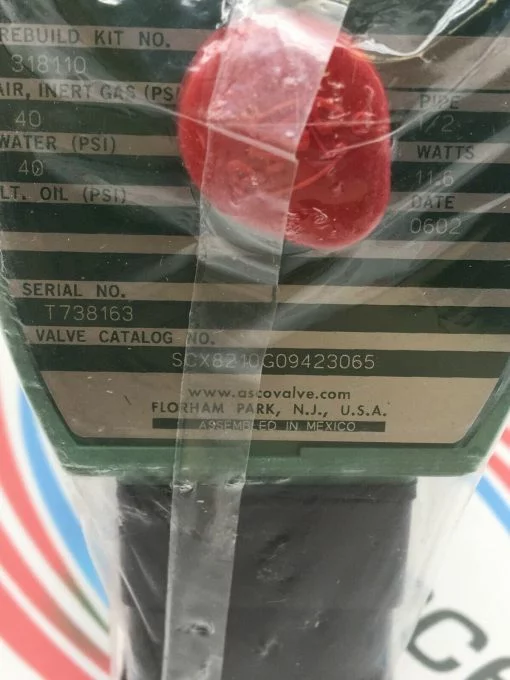 REBUILD KIT NO.
318110
AIR, INERT GAS (PSI
PIPE
40
1/2
WATER (PSI)
WATTS
40
11.6
LT. OIL (PSI)
DATE
0602
SERIAL NO.
T738163
VALVE CATALOG NO.
SCX8210G09423065
www.ascovalve.com
FLORHAM PARK, N.J., U.S.A.
ASSEMBLED IN MEXICO